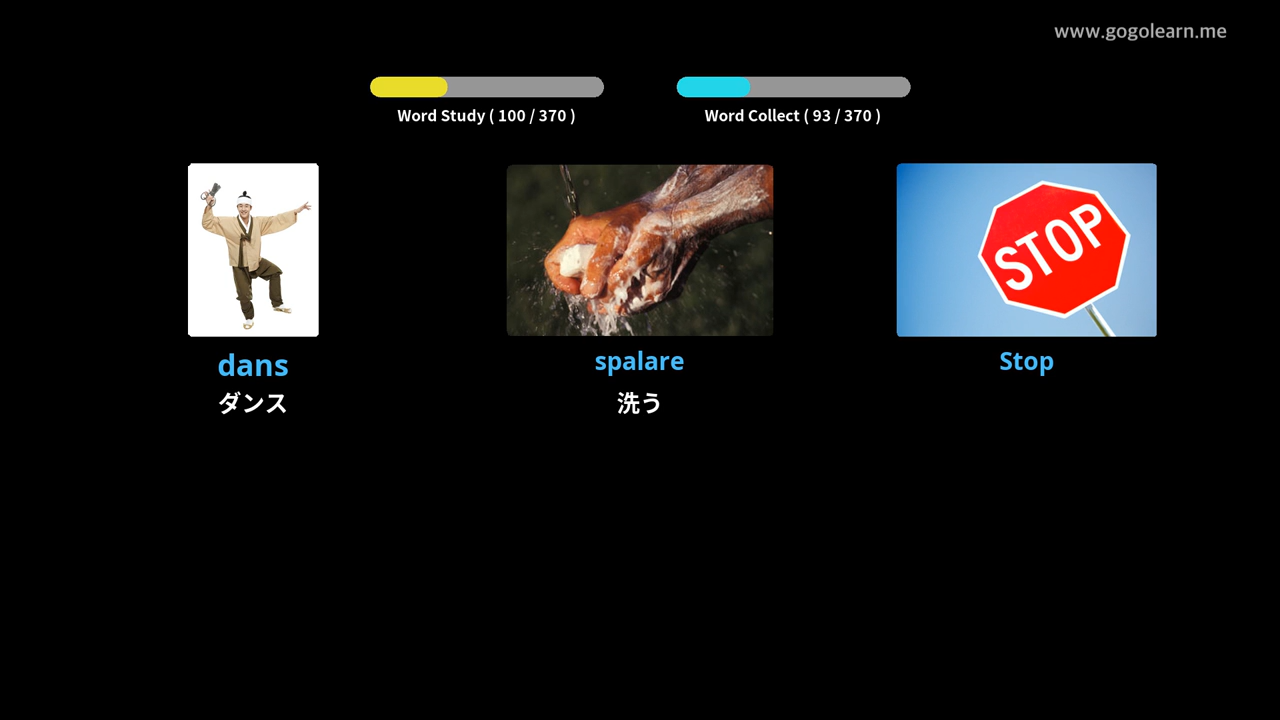 www.gogolearn.me
Word Study ( 100 / 370 )
Word Collect ( 93 / 370 )
STOP
dans
spalare
Stop
ダンス
洗う